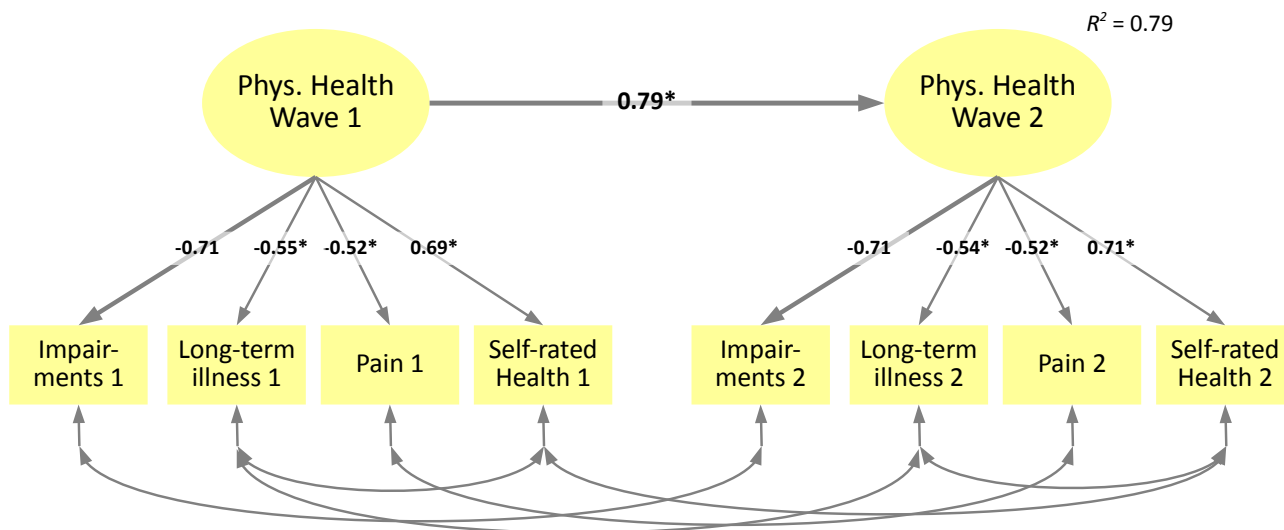 R² = 0.79
Phys. Health
Wave 1
0.79*
Phys. Health
Wave 2
-0.71
-0.55*
-0.52*
0.69*
-0.71
-0.54*
-0.52*
0.71*
Impair-
ments 1
Long-term
illness 1
Pain 1
Self-rated
Health 1
Impair-
ments 2
Long-term
illness 2
Pain 2
Self-rated
Health 2